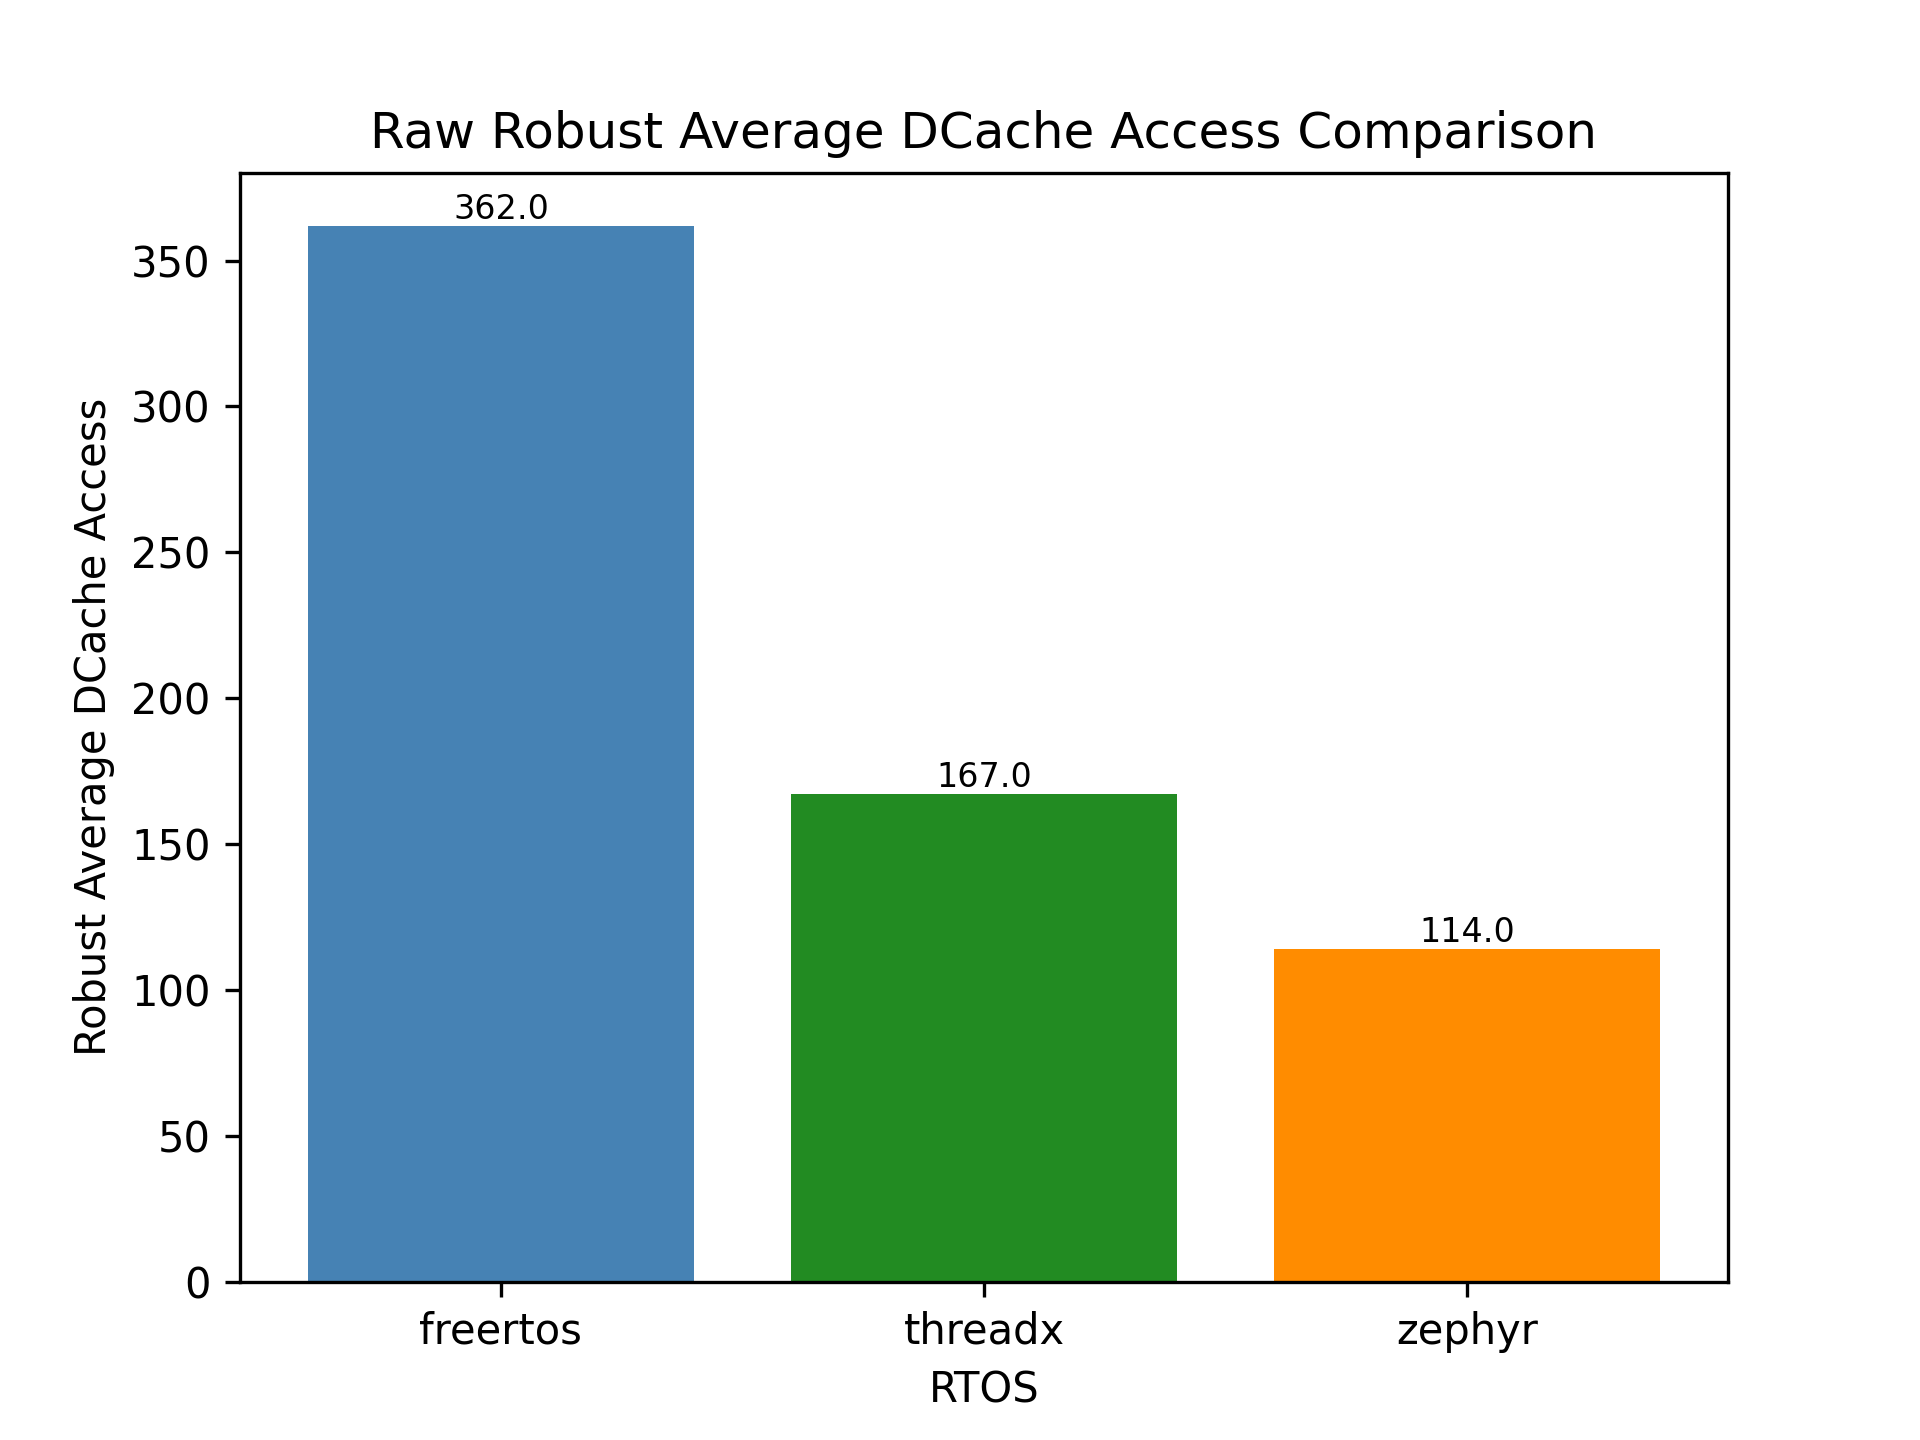 Raw Robust Average DCache Access Comparison
362.0
350
300
250
200
150
100
50
0
167.0
114.0
Robust Average DCache Access
freertos
threadx
zephyr
RTOS